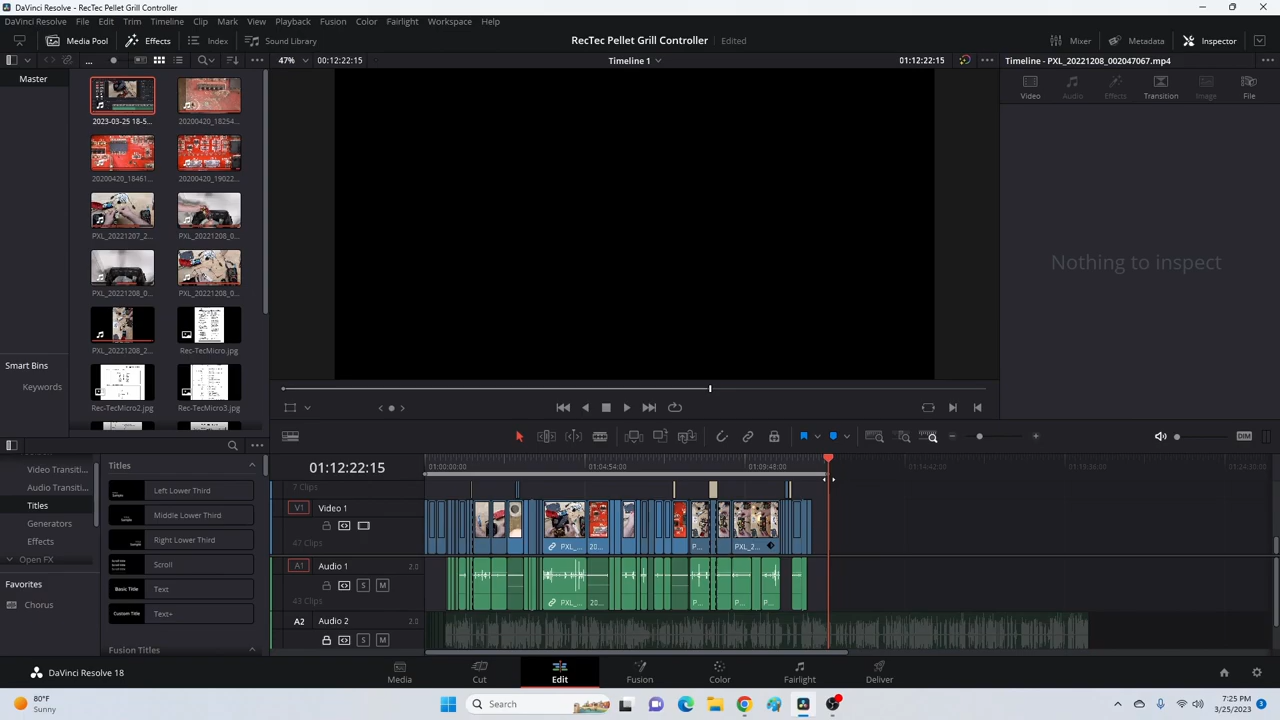 DaVinci Resolve - RecTec Pellet Grill Controller
DaVinci Resolve File Edit Trim Timeline Clip Mark View Playback Fusion Color Fairlight Workspace Help
Media Pool Effects Index Sound Library RecTec Pellet Grill Controller Edited Mixer Metadata Inspector
... 47% 00:12:22:15 Timeline 1 01:12:22:15 Timeline - PXL_20221208_002047067.mp4
Master
Video Audio Effects Transition Image File
2023-03-25 18-5... 20200420_18254...
20200420_18461... 20200420_19022...
PXL_20221207_2... PXL_20221208_0...
Nothing to inspect
PXL_20221208_0... PXL_20221208_0...
PXL_20221208_2... Rec-TecMicro.jpg
Smart Bins
Keywords
Rec-TecMicro2.jpg Rec-TecMicro3.jpg
DIM
Video Transiti...
Audio Transiti...
Titles
Generators
Effects
Open FX
Favorites
Chorus
Titles
Left Lower Third
Middle Lower Third
Right Lower Third
Scroll
Basic Title Text
Custom Title Text+
Fusion Titles
01:12:22:15
01:00:00:00 01:04:54:00 01:09:48:00 01:14:42:00 01:19:36:00 01:24:30:00
7 Clips
V1 Video 1
47 Clips
PXL_... 20... P... PXL_2...
A1 Audio 1 2.0
S M
43 Clips
PXL_... 20... P... P... P...
A2 Audio 2 2.0
S M
DaVinci Resolve 18
Media Cut Edit Fusion Color Fairlight Deliver
80°F
Sunny
Search
7:25 PM
3/25/2023
3